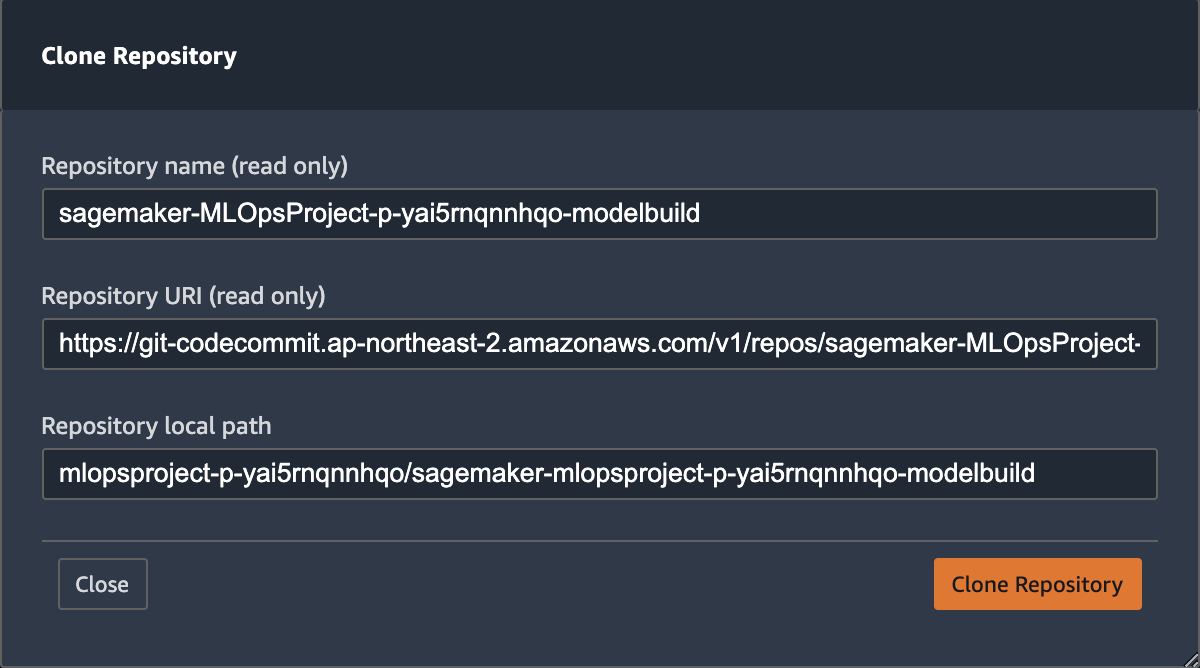 Clone Repository
Repository name (read only)
sagemaker-MLOpsProject-p-yai5rnqnnhqo-modelbuild
Repository URI (read only)
https://git-codecommit.ap-northeast-2.amazonaws.com/v1/repos/sagemaker-MLOpsProject-
Repository local path
mlopsproject-p-yai5rnqnnhqo/sagemaker-mlopsproject-p-yai5rnqnnhqo-modelbuild
Close
Clone Repository